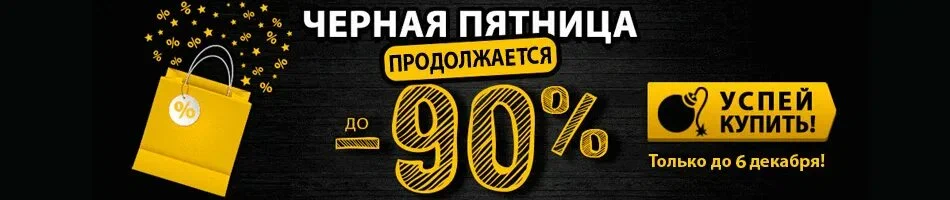 ЧЕРНАЯ ПЯТНИЦА
ПРОДОЛЖАЕТСЯ
ДО
-90%
%
УСПЕЙ
КУПИТЬ!
Только до 6 декабря!